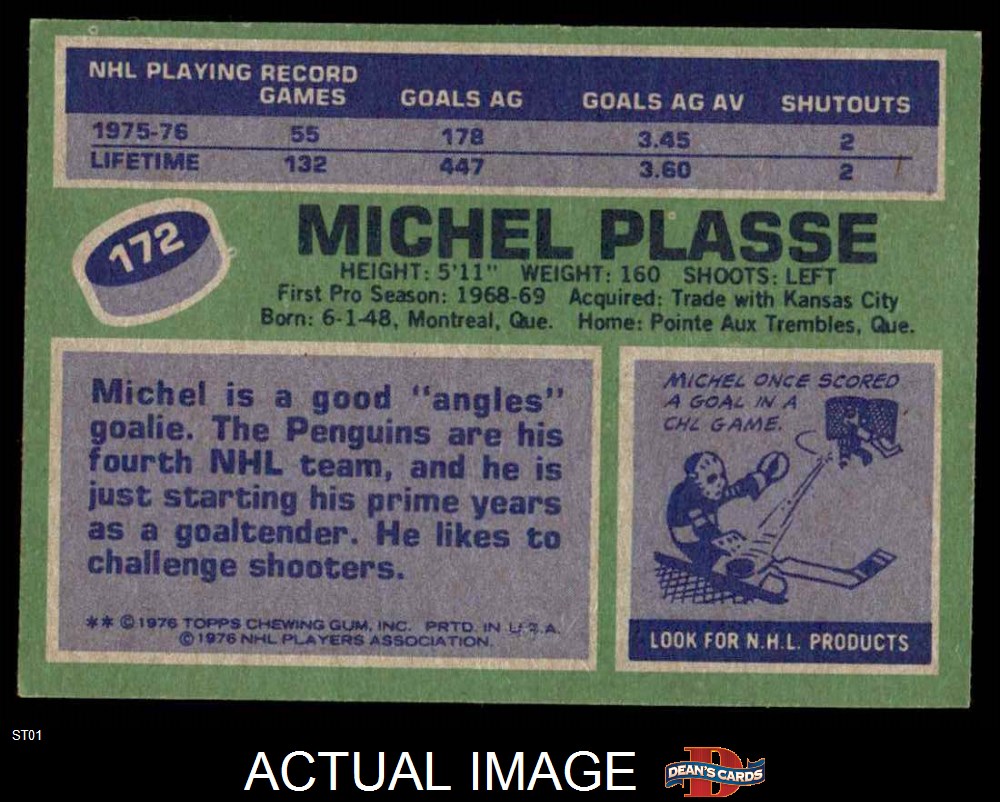 NHL PLAYING RECORD
GAMES GOALS AG GOALS AG AV SHUTOUTS
1975-76 55 178 3.45 2
LIFETIME 132 447 3.60 2
172
MICHEL PLASSE
HEIGHT: 5'11" WEIGHT: 160 SHOOTS: LEFT
First Pro Season: 1968-69 Acquired: Trade with Kansas City
Born: 6-1-48, Montreal, Que. Home: Pointe Aux Trembles, Que.
Michel is a good "angles"
goalie. The Penguins are his
fourth NHL team, and he is
just starting his prime years
as a goaltender. He likes to
challenge shooters.
** ©1976 TOPPS CHEWING GUM, INC. PRTD. IN U.S.A.
©1976 NHL PLAYERS ASSOCIATION.
MICHEL ONCE SCORED
A GOAL IN A
CHL GAME.
LOOK FOR N.H.L. PRODUCTS
ST01
ACTUAL IMAGE
DEAN'S CARDS